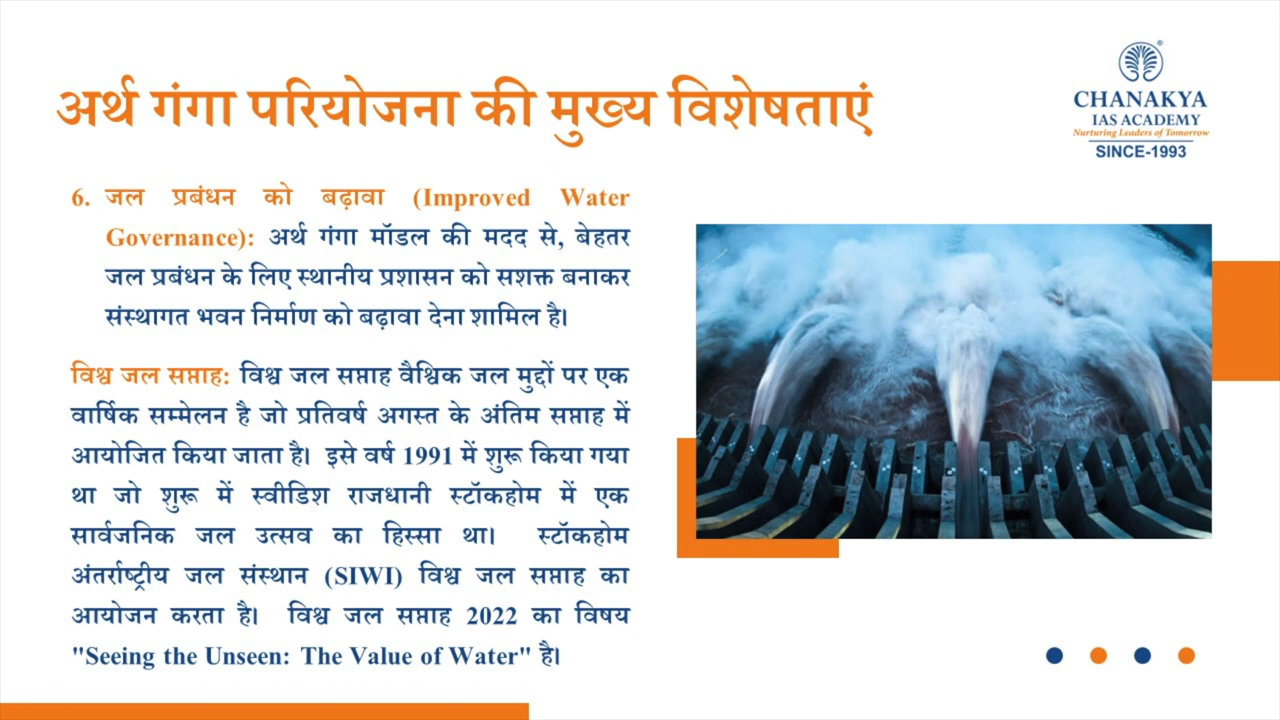 अर्थ गंगा परियोजना की मुख्य विशेषताएं
CHANAKYA
IAS ACADEMY
Nurturing Leaders of Tomorrow
SINCE-1993
6. जल प्रबंधन को बढ़ावा (Improved Water
Governance): अर्थ गंगा मॉडल की मदद से, बेहतर
जल प्रबंधन के लिए स्थानीय प्रशासन को सशक्त बनाकर
संस्थागत भवन निर्माण को बढ़ावा देना शामिल है।
विश्व जल सप्ताह: विश्व जल सप्ताह वैश्विक जल मुद्दों पर एक
वार्षिक सम्मेलन है जो प्रतिवर्ष अगस्त के अंतिम सप्ताह में
आयोजित किया जाता है। इसे वर्ष 1991 में शुरू किया गया
था जो शुरू में स्वीडिश राजधानी स्टॉकहोम में एक
सार्वजनिक जल उत्सव का हिस्सा था। स्टॉकहोम
अंतर्राष्ट्रीय जल संस्थान (SIWI) विश्व जल सप्ताह का
आयोजन करता है। विश्व जल सप्ताह 2022 का विषय
"Seeing the Unseen: The Value of Water" है।